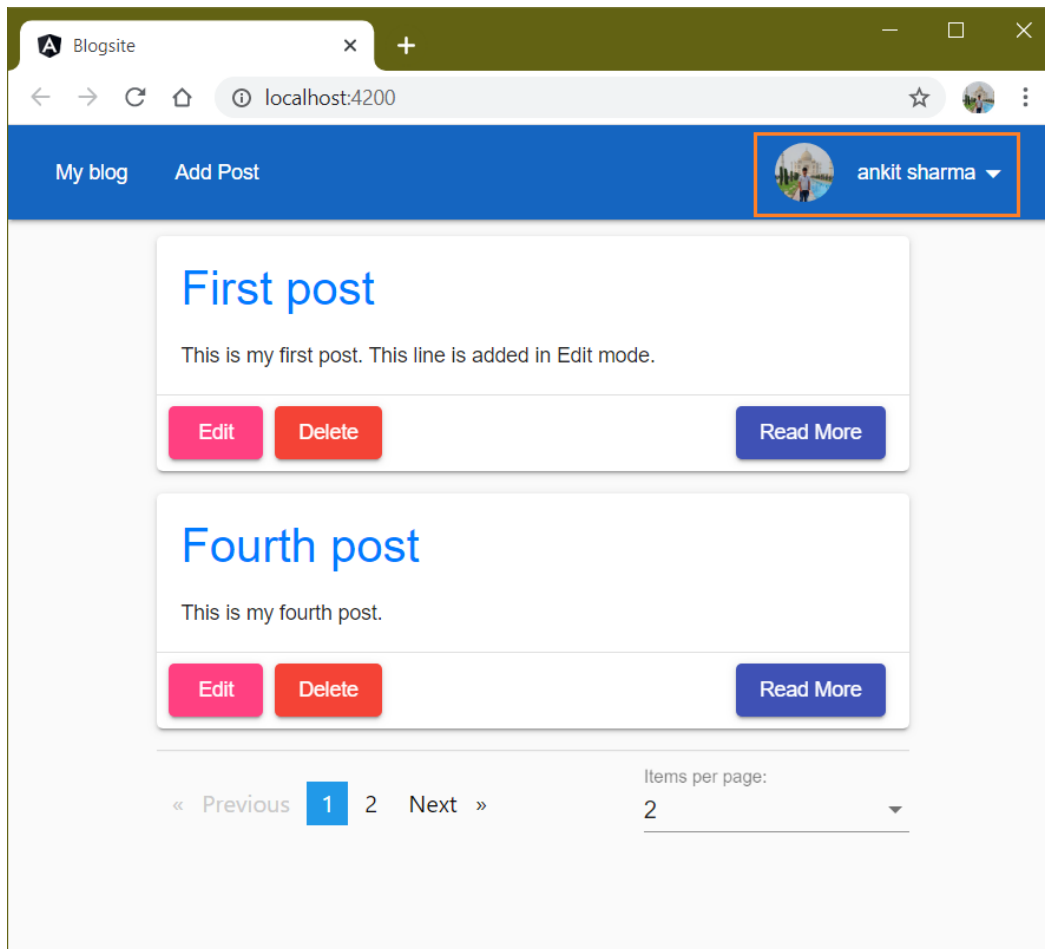 Blogsite
localhost:4200
My blog Add Post ankit sharma
First post
This is my first post. This line is added in Edit mode.
Edit Delete Read More
Fourth post
This is my fourth post.
Edit Delete Read More
Items per page:
« Previous 1 2 Next » 2